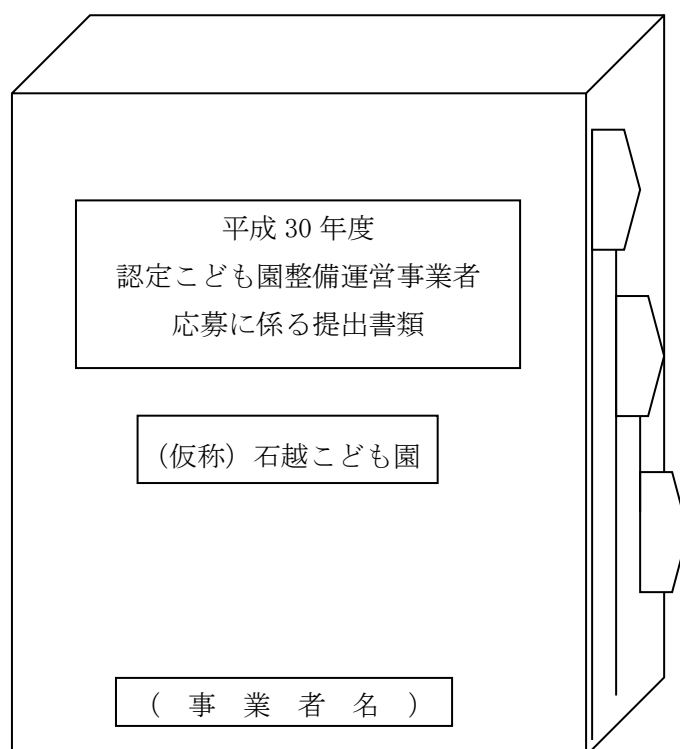 平成 30 年度
認定こども園整備運営事業者
応募に係る提出書類
（仮称）石越こども園
（ 事 業 者 名 ）